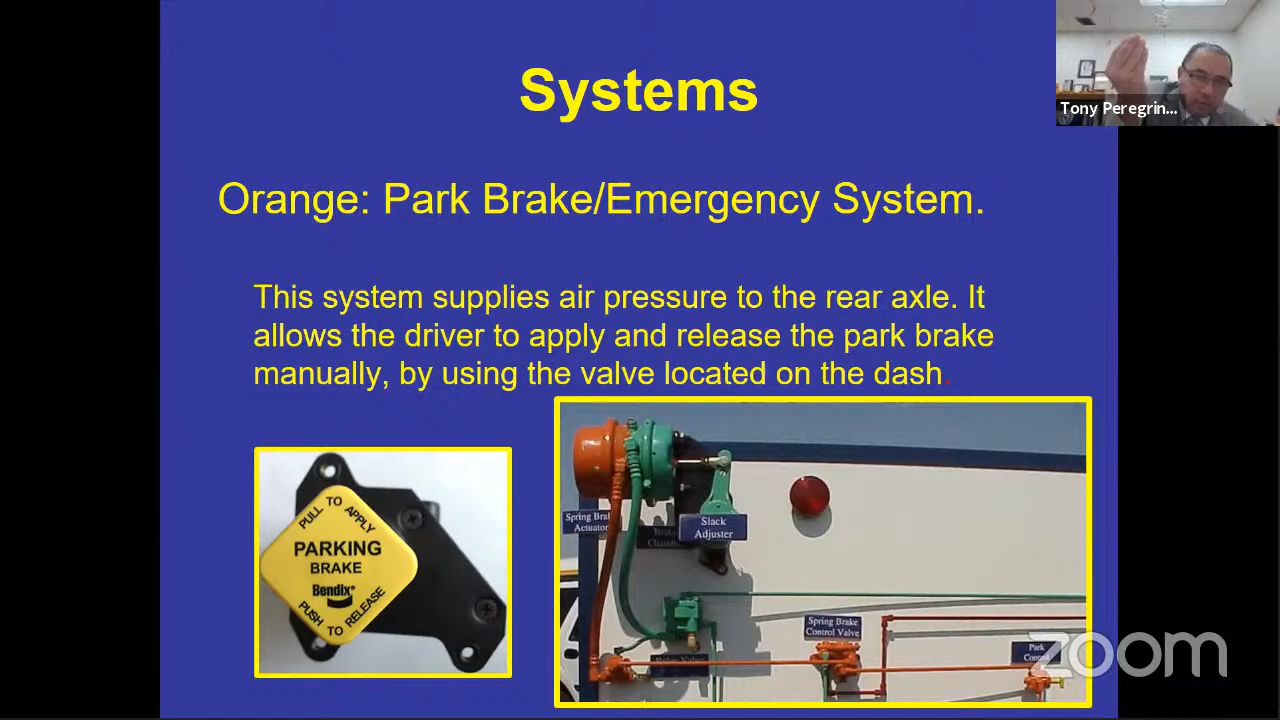 Systems
Tony Peregrin...
Orange: Park Brake/Emergency System.
This system supplies air pressure to the rear axle. It
allows the driver to apply and release the park brake
manually, by using the valve located on the dash.
PULL TO APPLY
PARKING
BRAKE
Bendix
PUSH TO RELEASE
Spring Brake
Actuator
Slack
Adjuster
Spring Brake
Control Valve
Relay Valve
Park
Control
zoom